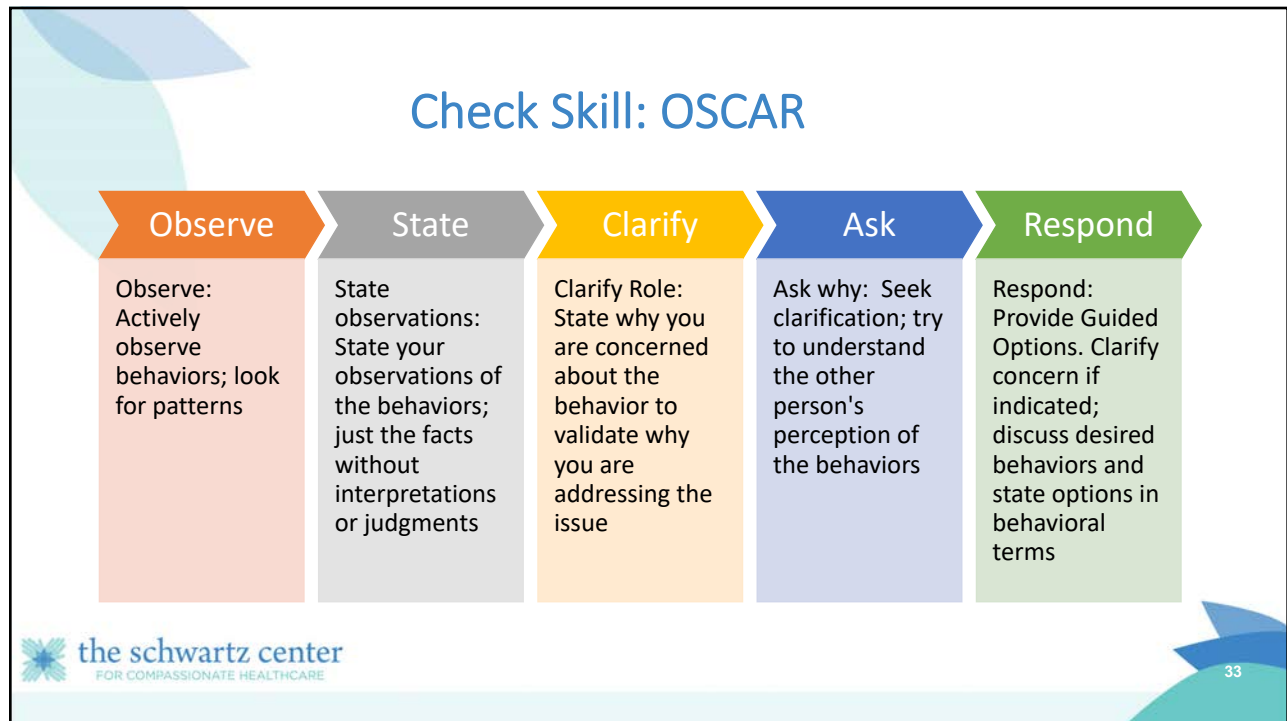 Check Skill: OSCAR
Observe
Observe:
Actively
observe
behaviors; look
for patterns
State
State
observations:
State your
observations of
the behaviors;
just the facts
without
interpretations
or judgments
Clarify
Clarify Role:
State why you
are concerned
about the
behavior to
validate why
you are
addressing the
issue
Ask
Ask why:  Seek
clarification; try
to understand
the other
person's
perception of
the behaviors
Respond
Respond:
Provide Guided
Options. Clarify
concern if
indicated;
discuss desired
behaviors and
state options in
behavioral
terms
the schwartz center
FOR COMPASSIONATE HEALTHCARE
33